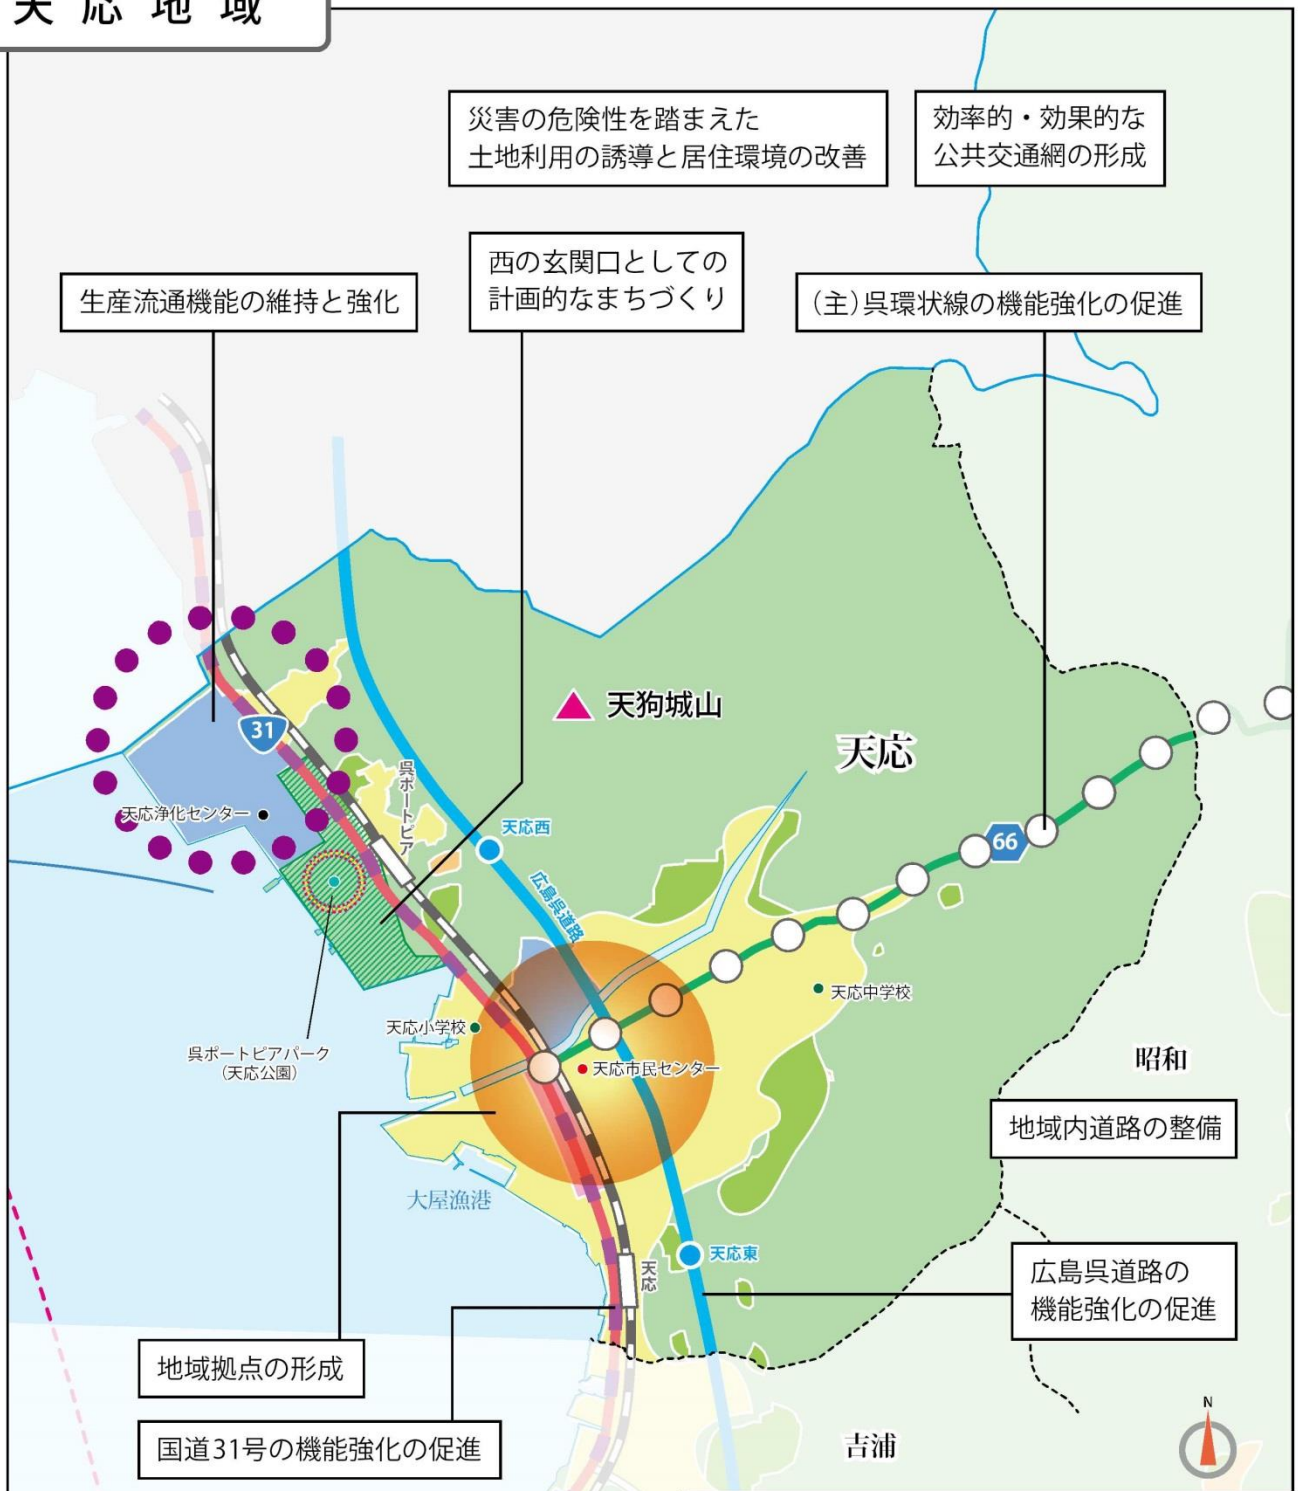 天応地域
災害の危険性を踏まえた
土地利用の誘導と居住環境の改善
効率的・効果的な
公共交通網の形成
西の玄関口としての
計画的なまちづくり
生産流通機能の維持と強化
(主)呉環状線の機能強化の促進
天狗城山
天応
31
呉ポートピア
天応浄化センター
天応西
66
広島呉道路
天応中学校
天応小学校
呉ポートピアパーク
(天応公園)
天応市民センター
昭和
地域内道路の整備
大屋漁港
天応東
天応
広島呉道路の
機能強化の促進
地域拠点の形成
国道31号の機能強化の促進
吉浦
N